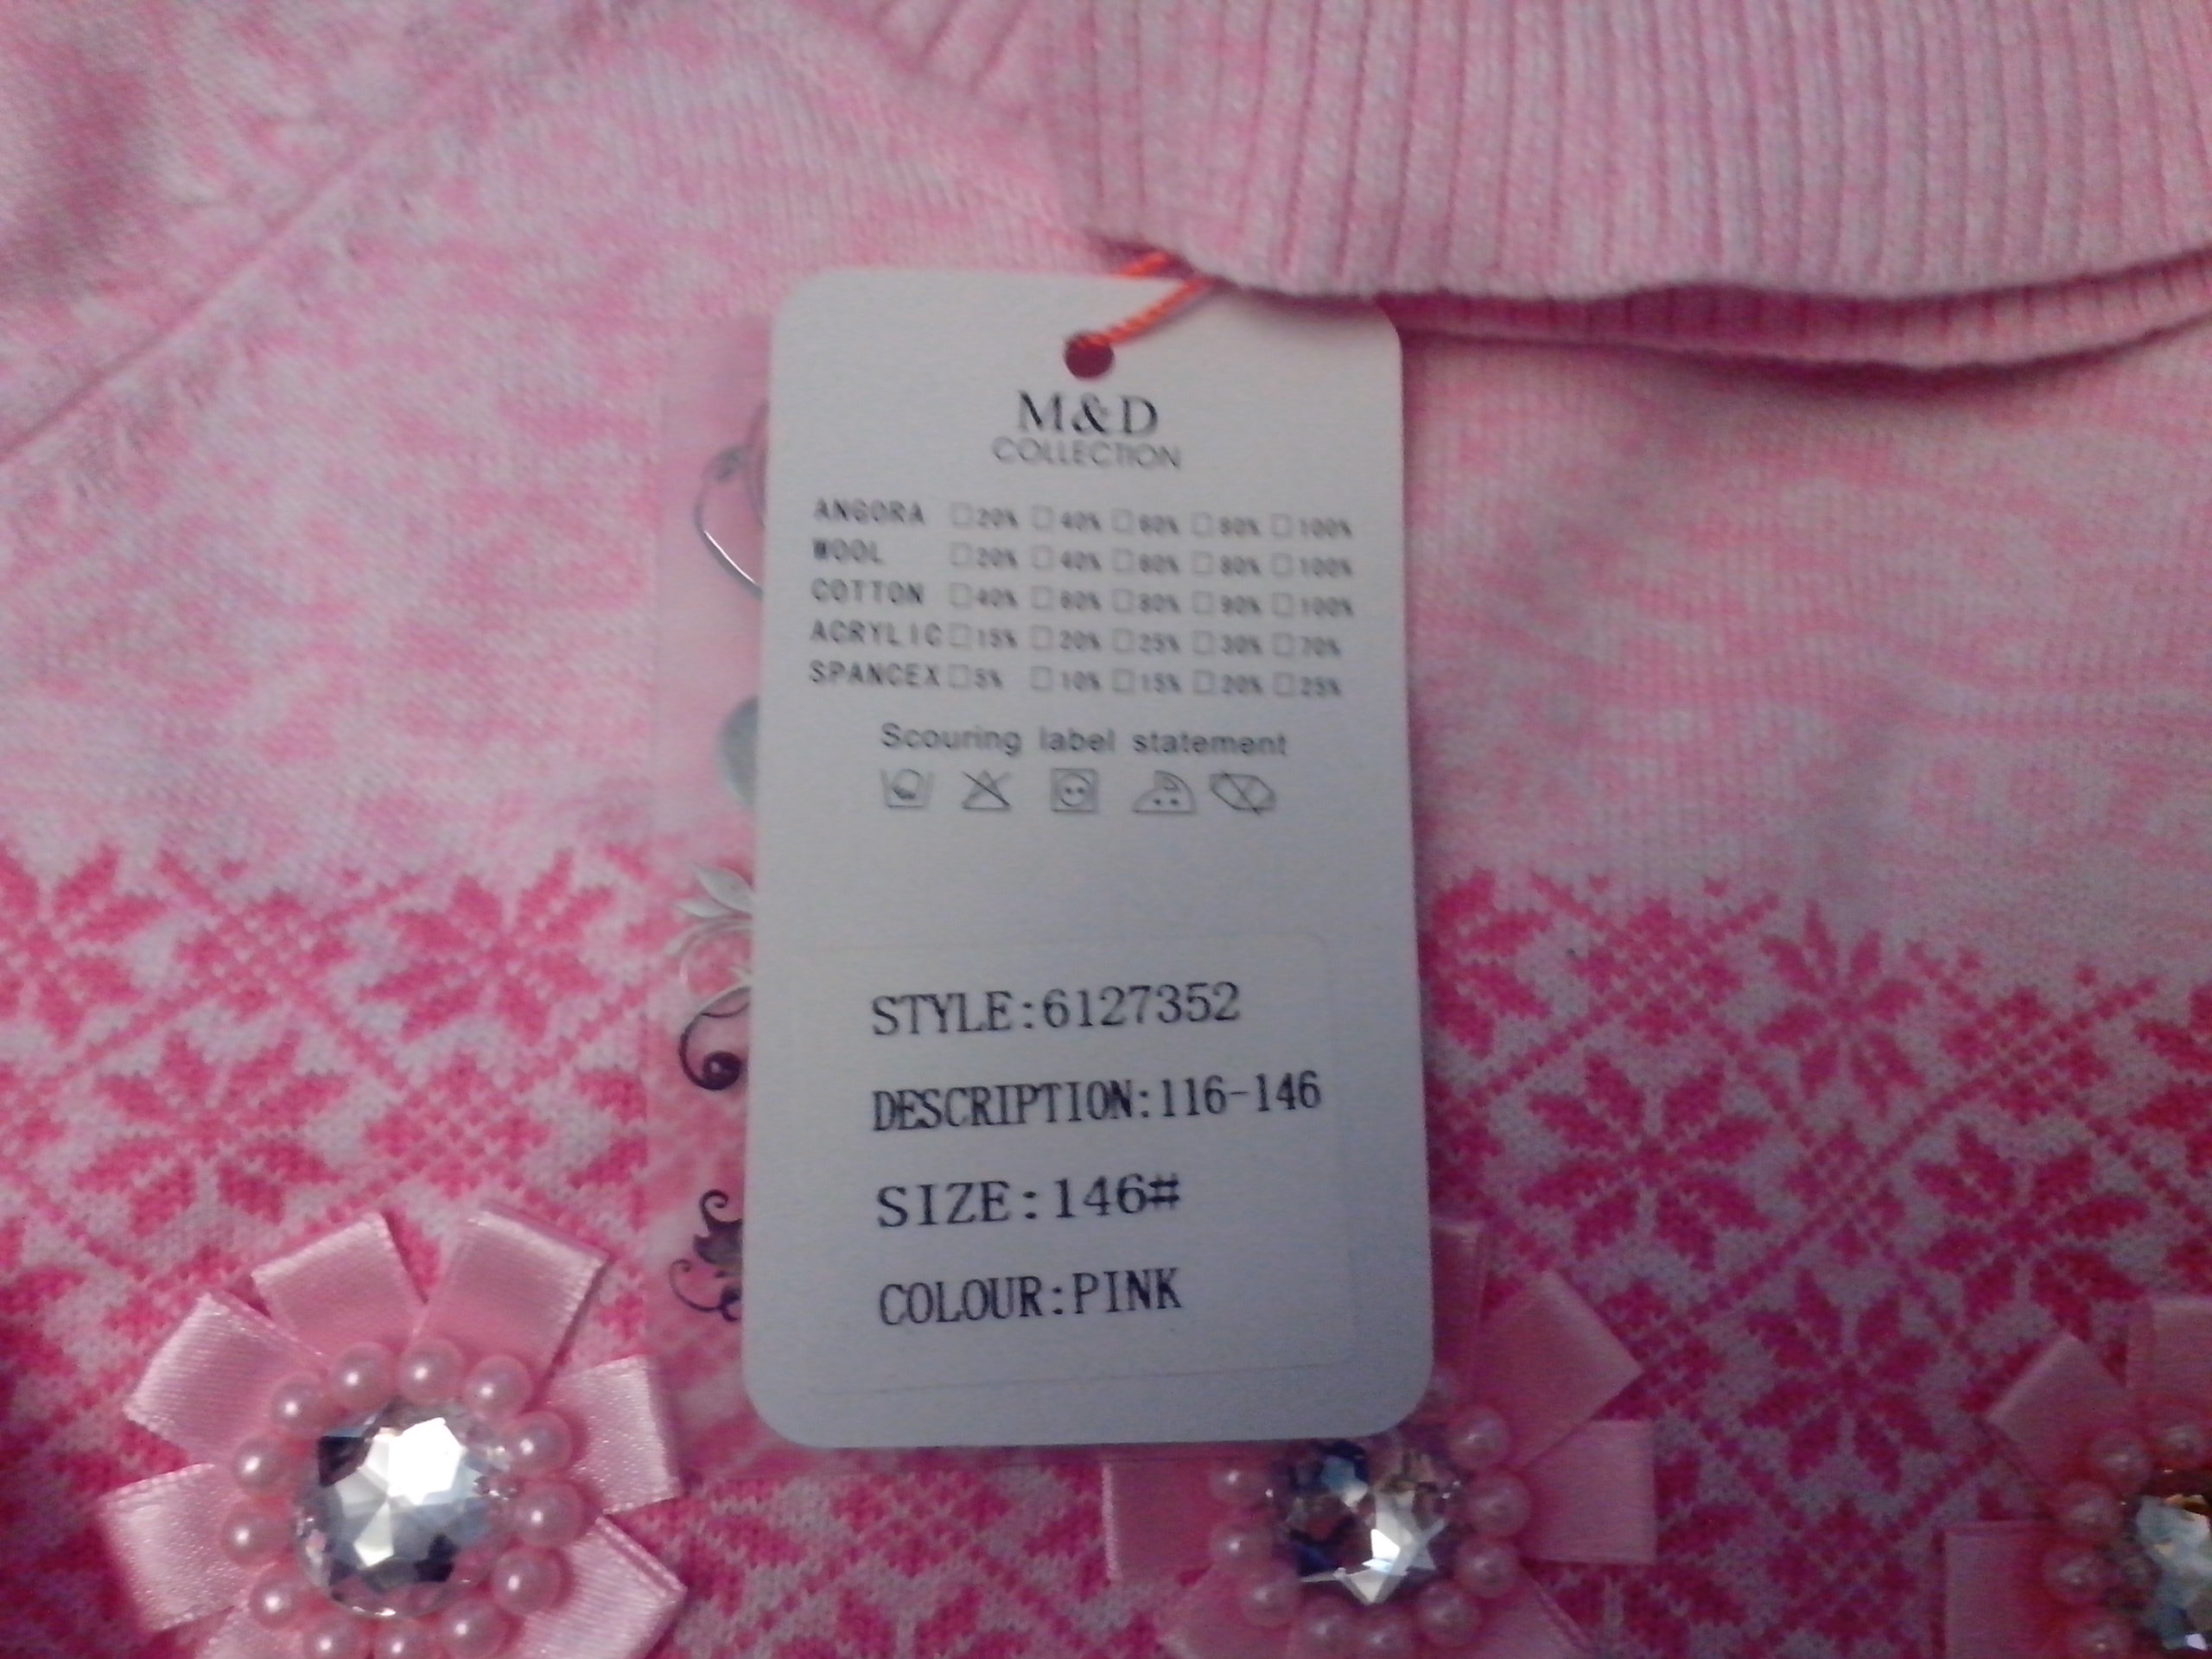 M&D
COLLECTION
ANGORA □20% □40% □60% □80% □100%
WOOL □20% □40% □60% □80% □100%
COTTON □40% □60% □80% □90% □100%
ACRYLIC □15% □20% □25% □30% □70%
SPANCEX □5% □10% □15% □20% □25%
Scouring label statement
STYLE:6127352
DESCRIPTION:116-146
SIZE:146#
COLOUR:PINK